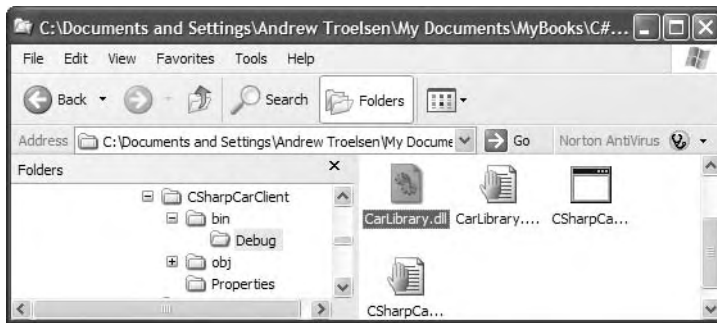 C:\Documents and Settings\Andrew Troelsen\My Documents\MyBooks\C#...
File Edit View Favorites Tools Help
Back Search Folders
Address C:\Documents and Settings\Andrew Troelsen\My Docume Go Norton AntiVirus
Folders
CSharpCarClient
bin
Debug
obj
Properties
CarLibrary.dll CarLibrary.... CSharpCa...
CSharpCa...